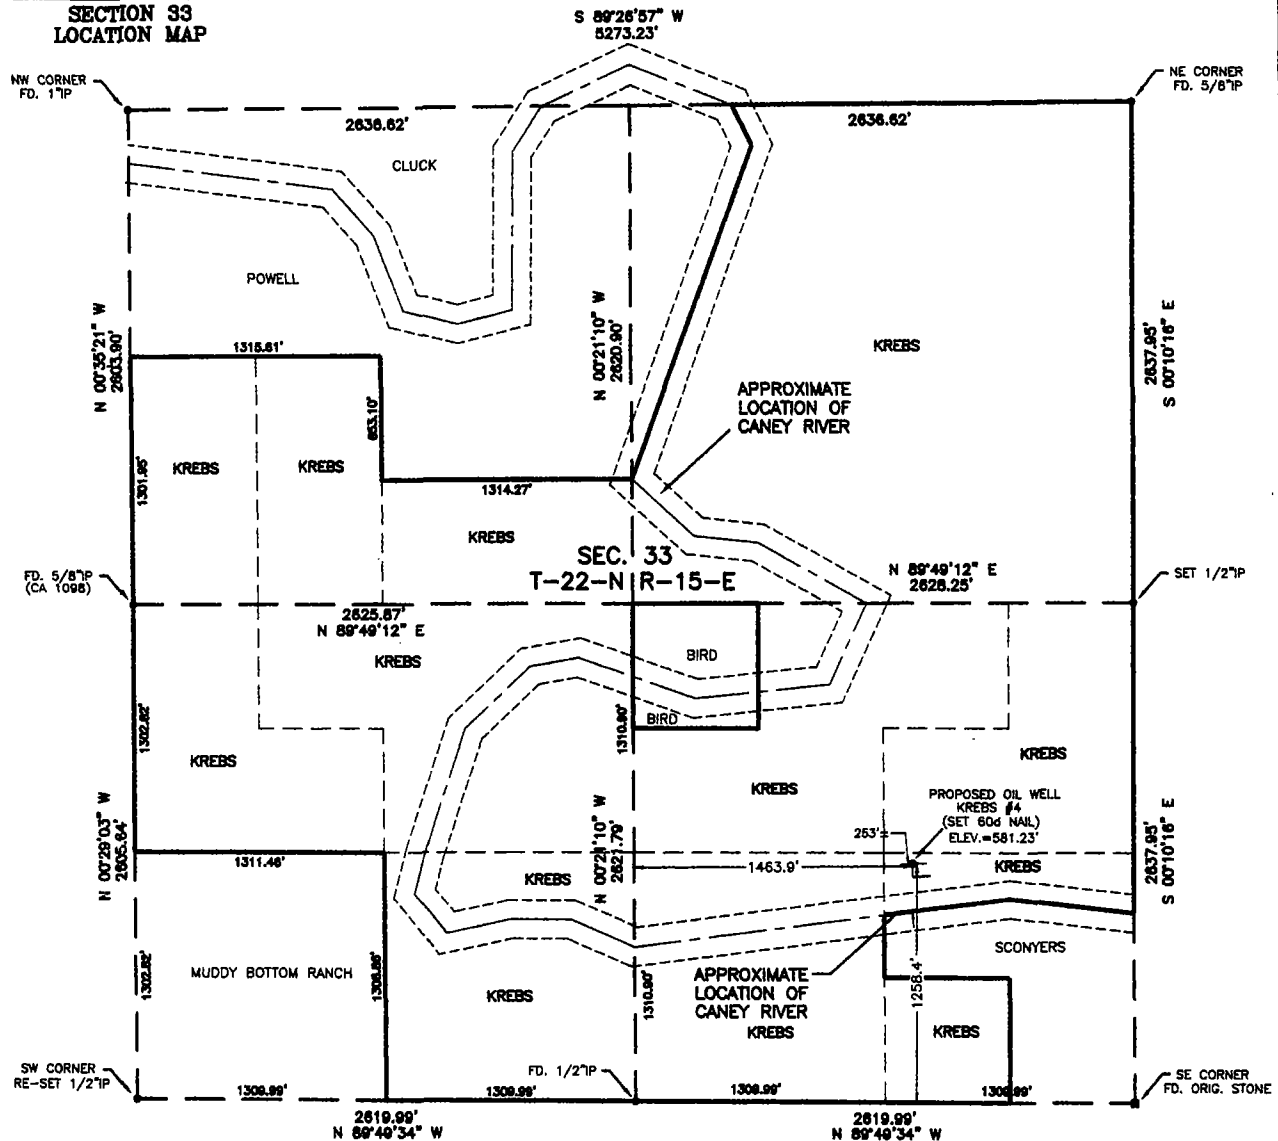 SECTION 33
LOCATION MAP
S 89°26'57" W
5273.23'
NW CORNER
FD. 1"IP
NE CORNER
FD. 5/8"IP
2636.62'
2636.62'
CLUCK
POWELL
N 00°35'21" W
2603.90'
N 00°21'10" W
2620.90'
2637.95'
S 00°10'16" E
1315.61'
KREBS
APPROXIMATE
LOCATION OF
CANEY RIVER
653.10'
KREBS
KREBS
1301.95'
1314.27'
KREBS
SEC. 33
T-22-N R-15-E
FD. 5/8"IP
(CA 1096)
N 89°49'12" E
2628.25'
SET 1/2"IP
2625.87'
N 89°49'12" E
KREBS
BIRD
BIRD
1302.82'
1310.90'
KREBS
KREBS
KREBS
PROPOSED OIL WELL
KREBS #4
(SET 60d NAIL)
ELEV.=581.23'
253'
N 00°29'03" W
2605.64'
N 00°21'10" W
2621.79'
2637.95'
S 00°10'16" E
1311.46'
1463.9'
KREBS
KREBS
SCONYERS
MUDDY BOTTOM RANCH
1302.82'
APPROXIMATE
LOCATION OF
CANEY RIVER
1258.4'
KREBS
1310.90'
KREBS
KREBS
SW CORNER
RE-SET 1/2"IP
FD. 1/2"IP
SE CORNER
FD. ORIG. STONE
1309.99'
1309.99'
1309.99'
1309.99'
2619.99'
N 89°49'34" W
2619.99'
N 89°49'34" W